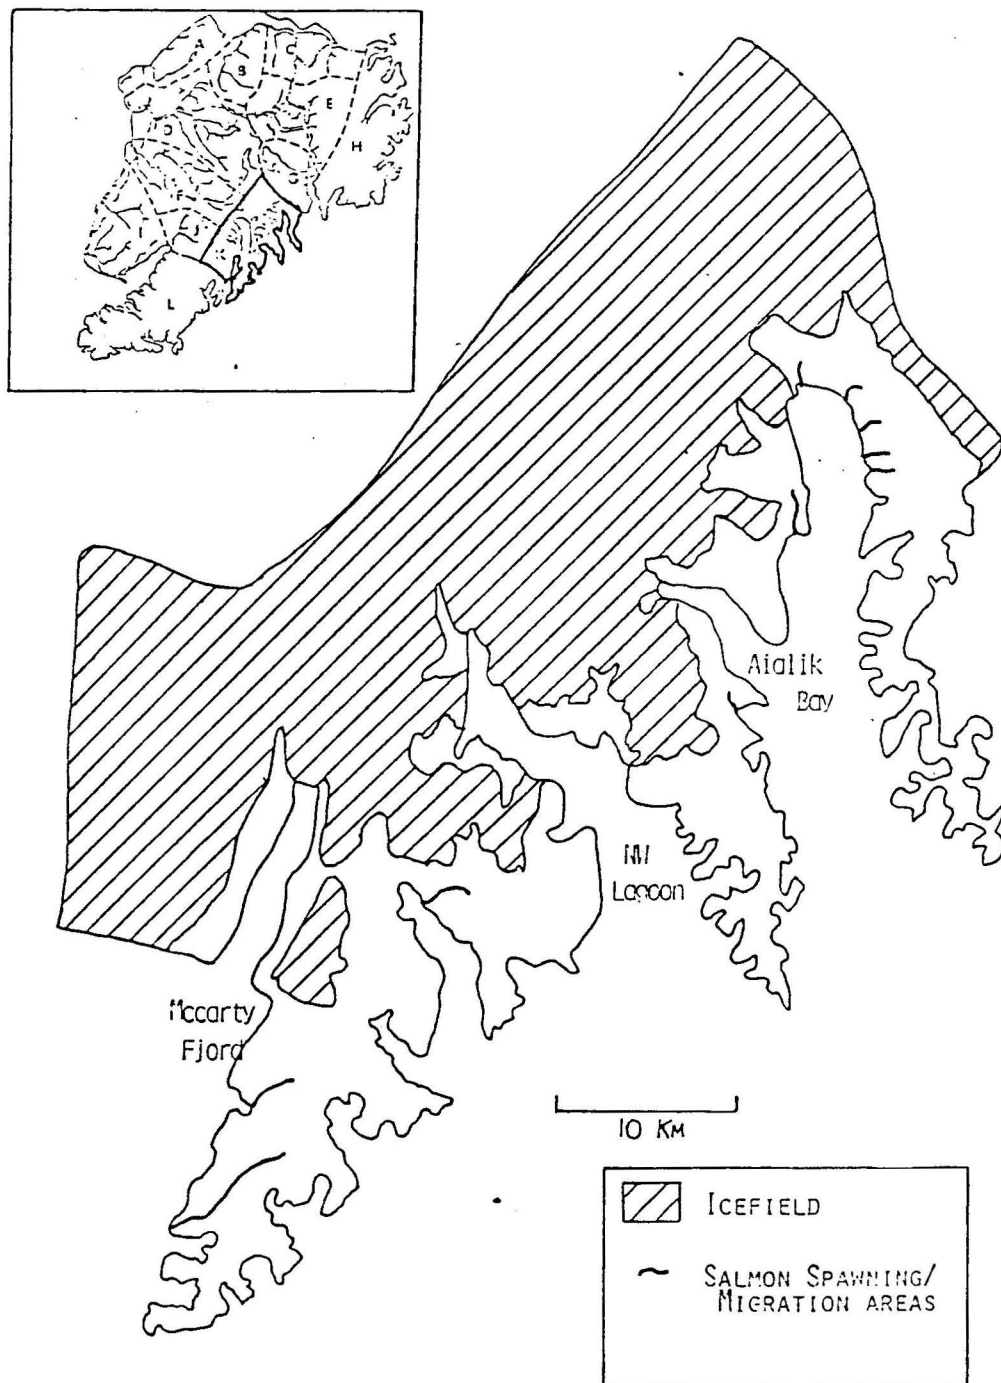 A
B
C
E
D
H
G
J
L
Aialik
Bay
NW
Lagoon
Mccarty
Fjord
10 KM
ICEFIELD
SALMON SPAWNING/
MIGRATION AREAS